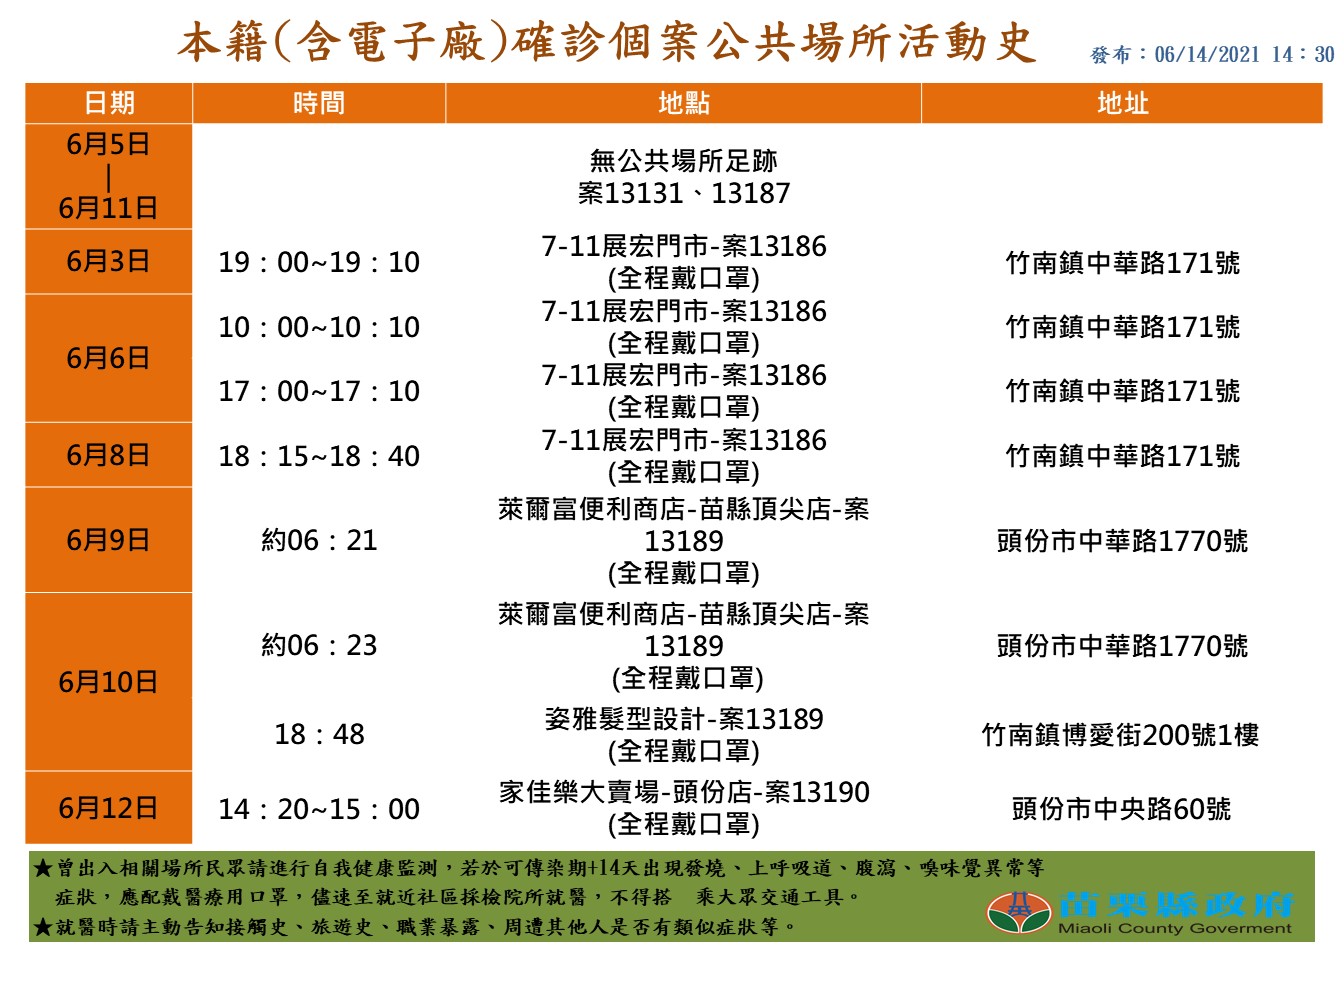 本籍(含電子廠)確診個案公共場所活動史
發布：06/14/2021 14：30
日期 時間 地點 地址
6月5日
|
6月11日
無公共場所足跡
案13131、13187
6月3日
19：00~19：10
7-11展宏門市-案13186
(全程戴口罩)
竹南鎮中華路171號
6月6日
10：00~10：10
7-11展宏門市-案13186
(全程戴口罩)
竹南鎮中華路171號
17：00~17：10
7-11展宏門市-案13186
(全程戴口罩)
竹南鎮中華路171號
6月8日
18：15~18：40
7-11展宏門市-案13186
(全程戴口罩)
竹南鎮中華路171號
6月9日
約06：21
萊爾富便利商店-苗縣頂尖店-案
13189
(全程戴口罩)
頭份市中華路1770號
6月10日
約06：23
萊爾富便利商店-苗縣頂尖店-案
13189
(全程戴口罩)
頭份市中華路1770號
18：48
姿雅髮型設計-案13189
(全程戴口罩)
竹南鎮博愛街200號1樓
6月12日
14：20~15：00
家佳樂大賣場-頭份店-案13190
(全程戴口罩)
頭份市中央路60號
★曾出入相關場所民眾請進行自我健康監測，若於可傳染期+14天出現發燒、上呼吸道、腹瀉、嗅味覺異常等
症狀，應配戴醫療用口罩，儘速至就近社區採檢院所就醫，不得搭　乘大眾交通工具。
★就醫時請主動告知接觸史、旅遊史、職業暴露、周遭其他人是否有類似症狀等。
苗栗縣政府
Miaoli County Goverment